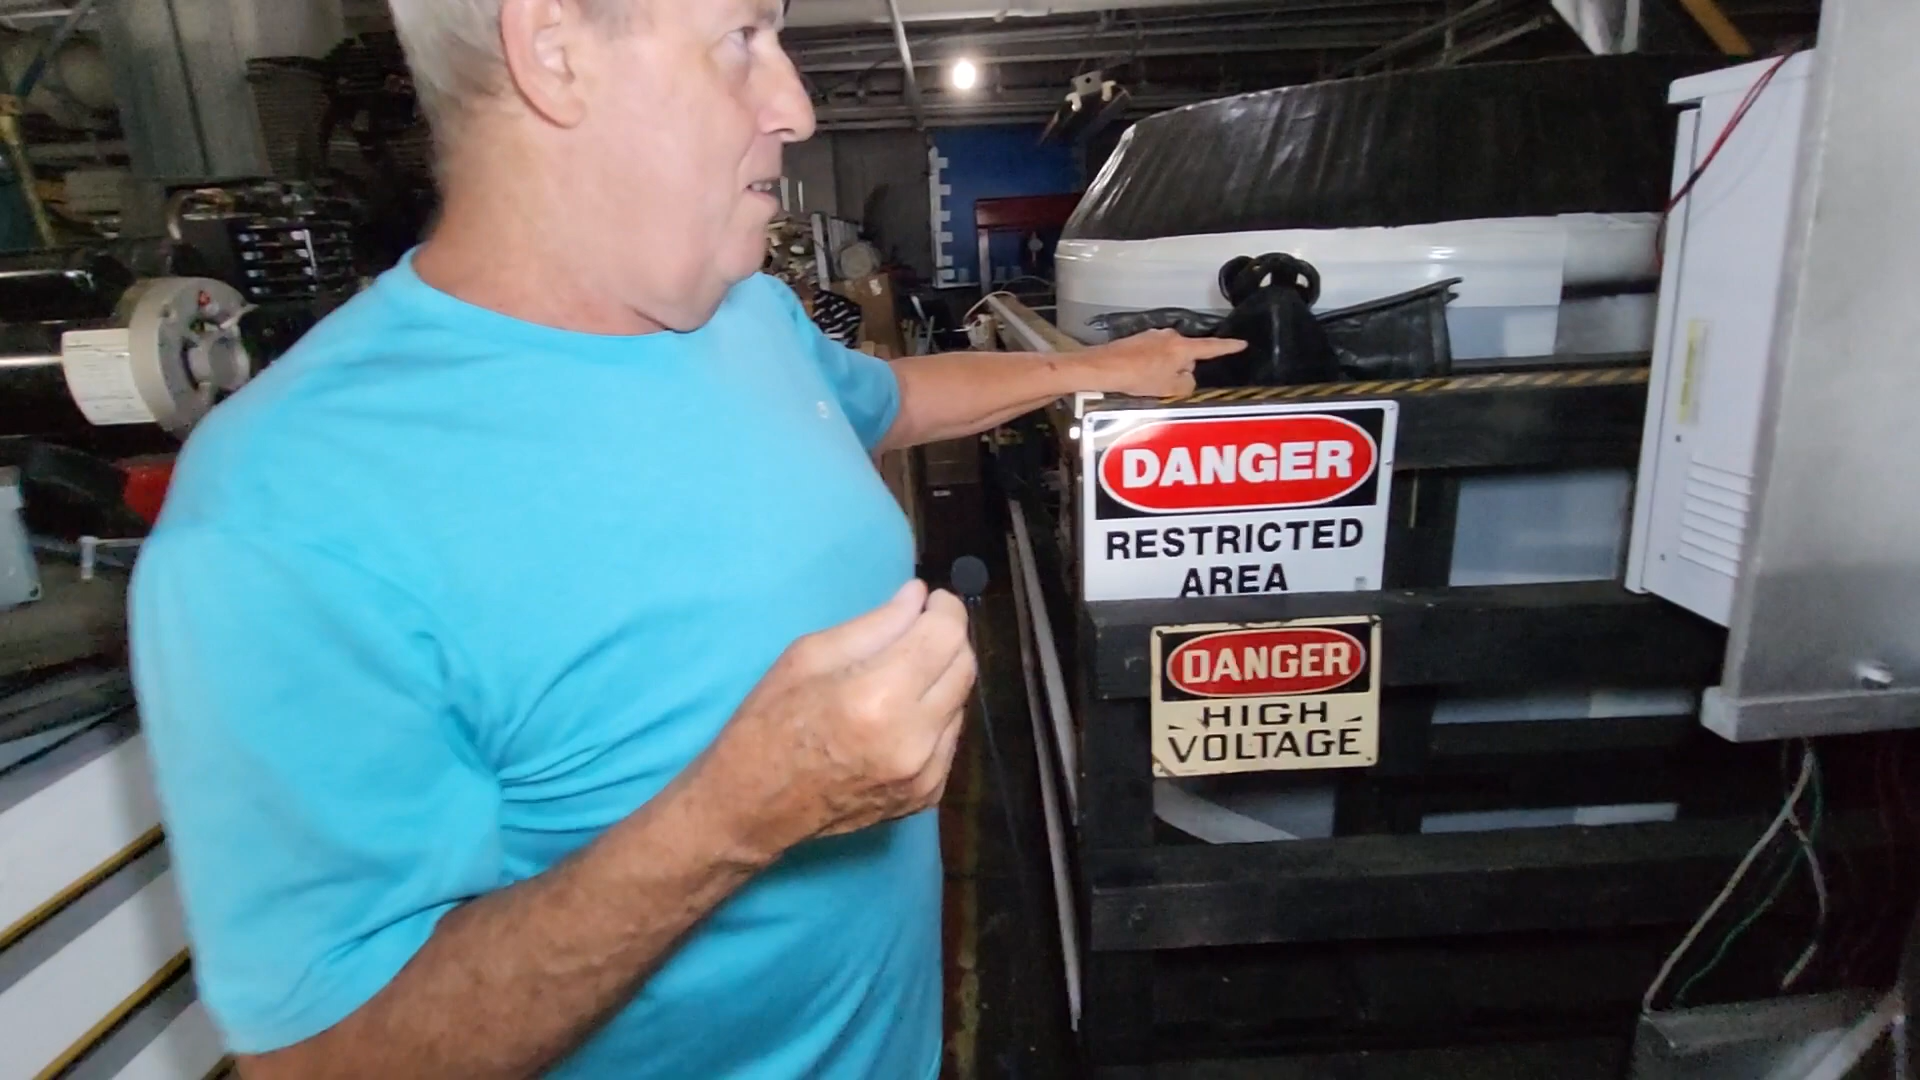 DANGER
RESTRICTED
AREA
DANGER
HIGH
VOLTAGE